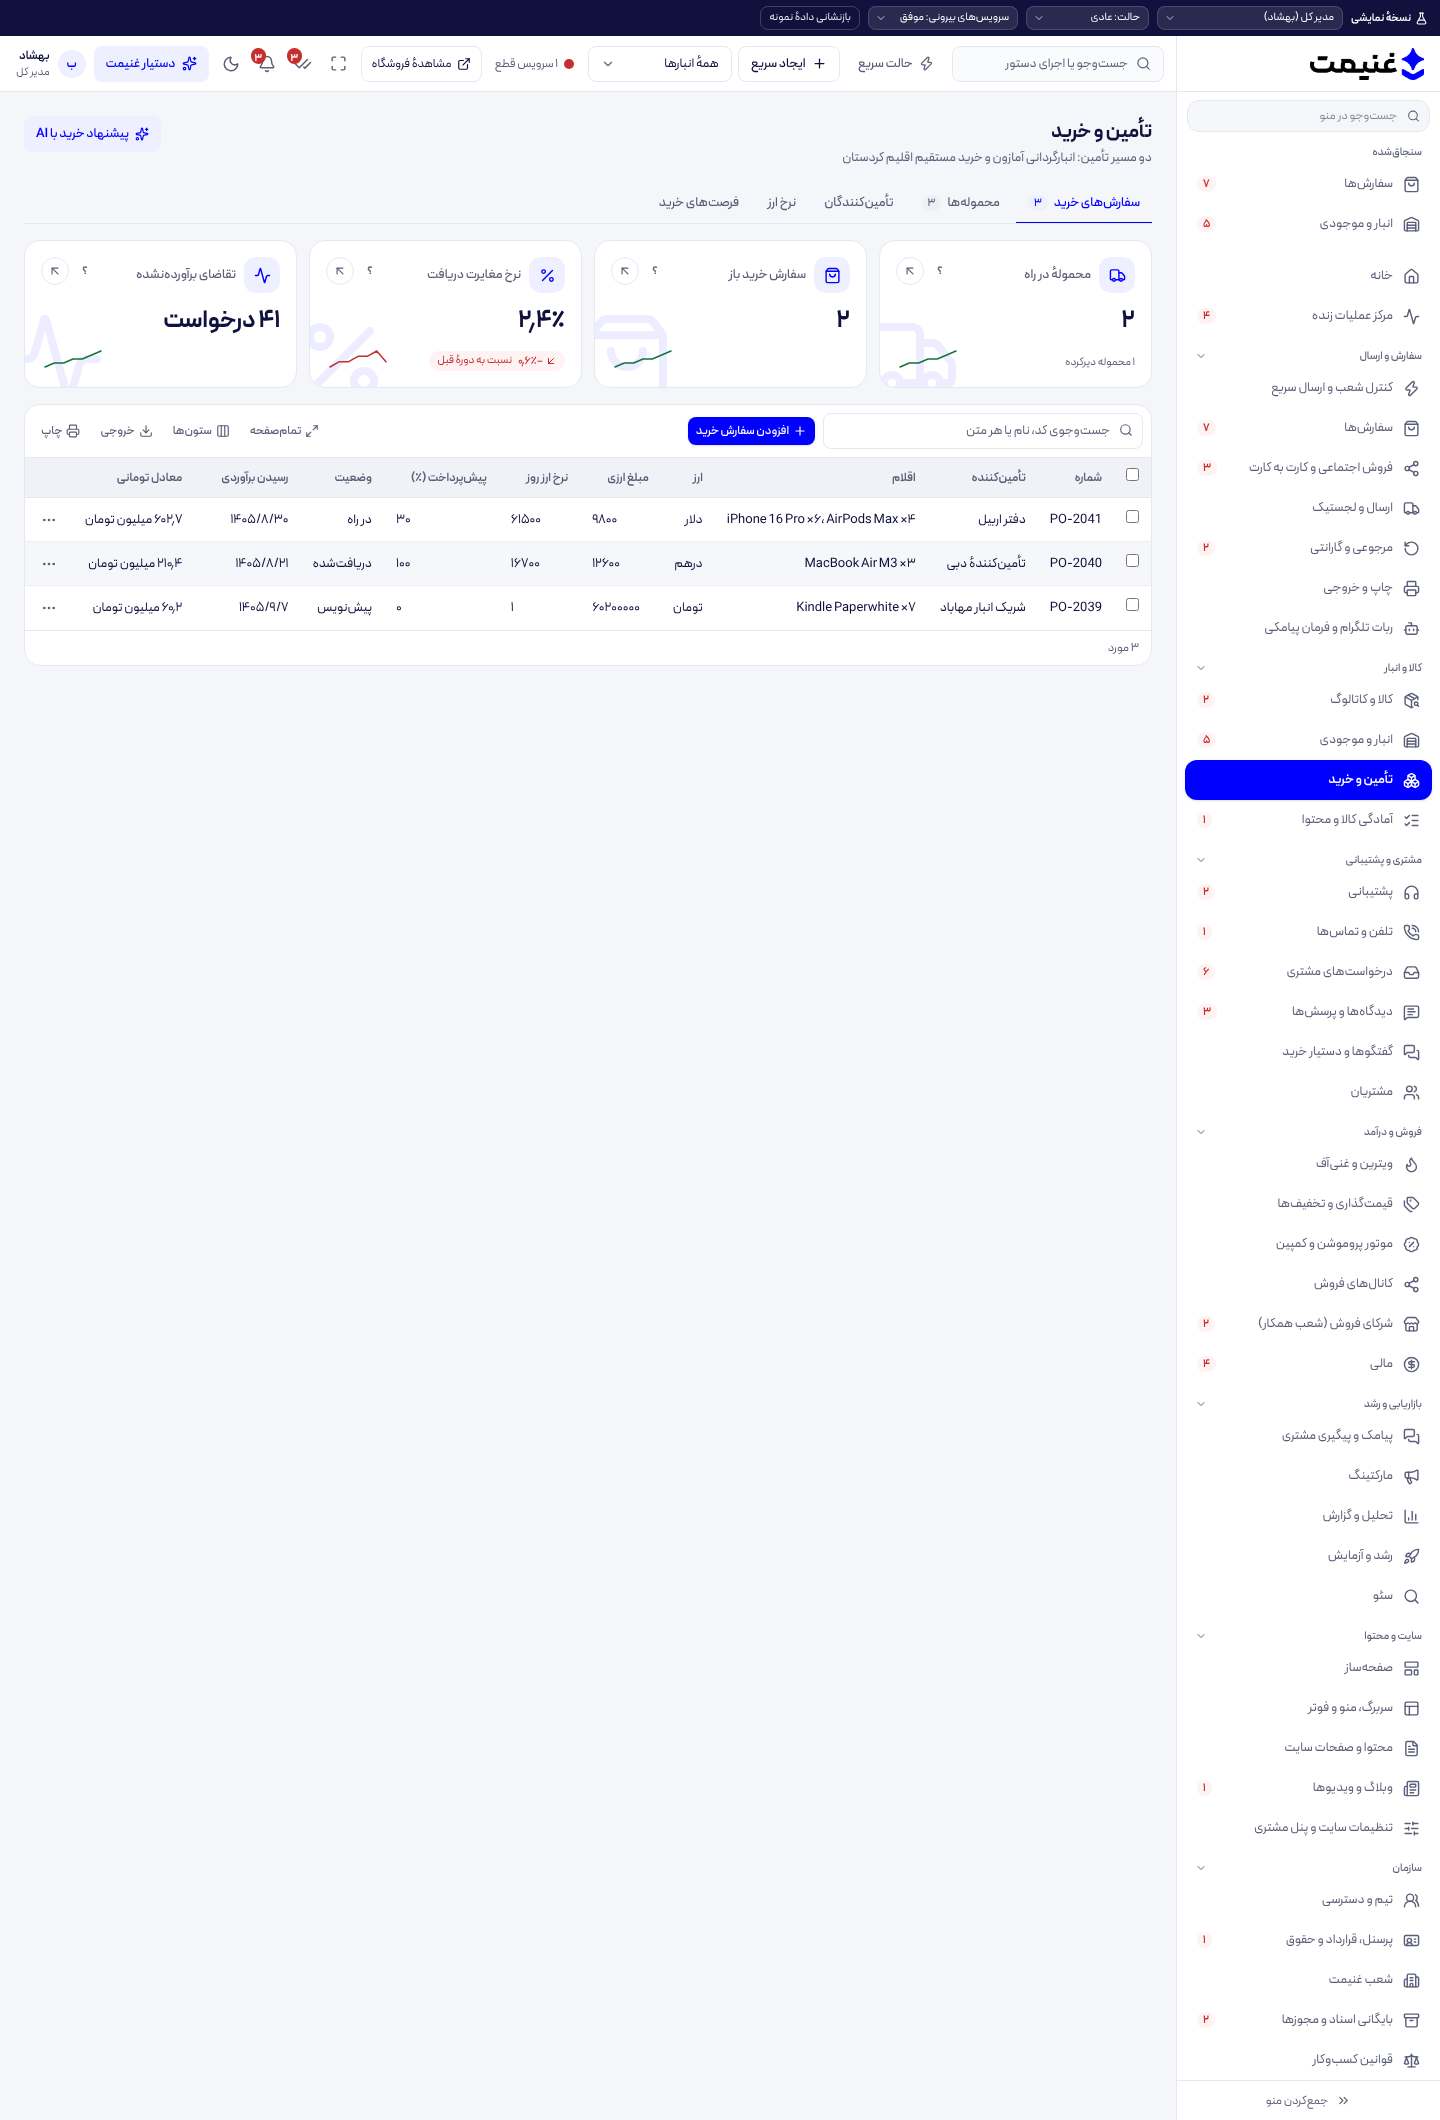 نسخهٔ نمایشی
مدیر کل (بهشاد)
حالت: عادی
سرویس‌های بیرونی: موفق
بازنشانی دادهٔ نمونه
غنیمت
جست‌وجو یا اجرای دستور
حالت سریع
ایجاد سریع
همهٔ انبارها
۱ سرویس قطع
مشاهدهٔ فروشگاه
۳
۳
دستیار غنیمت
ب
بهشاد
مدیر کل
جست‌وجو در منو
سنجاق‌شده
سفارش‌ها ۷
انبار و موجودی ۵
خانه
مرکز عملیات زنده ۴
سفارش و ارسال
کنترل شعب و ارسال سریع
سفارش‌ها ۷
فروش اجتماعی و کارت به کارت ۳
ارسال و لجستیک
مرجوعی و گارانتی ۲
چاپ و خروجی
ربات تلگرام و فرمان پیامکی
کالا و انبار
کالا و کاتالوگ ۲
انبار و موجودی ۵
تأمین و خرید
آمادگی کالا و محتوا ۱
مشتری و پشتیبانی
پشتیبانی ۲
تلفن و تماس‌ها ۱
درخواست‌های مشتری ۶
دیدگاه‌ها و پرسش‌ها ۳
گفتگوها و دستیار خرید
مشتریان
فروش و درآمد
ویترین و غنی‌آف
قیمت‌گذاری و تخفیف‌ها
موتور پروموشن و کمپین
کانال‌های فروش
شرکای فروش (شعب همکار) ۲
مالی ۴
بازاریابی و رشد
پیامک و پیگیری مشتری
مارکتینگ
تحلیل و گزارش
رشد و آزمایش
سئو
سایت و محتوا
صفحه‌ساز
سربرگ، منو و فوتر
محتوا و صفحات سایت
وبلاگ و ویدیوها ۱
تنظیمات سایت و پنل مشتری
سازمان
تیم و دسترسی
پرسنل، قرارداد و حقوق ۱
شعب غنیمت
بایگانی اسناد و مجوزها ۲
قوانین کسب‌وکار
جمع‌کردن منو
تأمین و خرید
دو مسیر تأمین: انبارگردانی آمازون و خرید مستقیم اقلیم کردستان
پیشنهاد خرید با AI
سفارش‌های خرید ۳
محموله‌ها ۳
تأمین‌کنندگان
نرخ ارز
فرصت‌های خرید
محمولهٔ در راه ؟
۲
۱ محموله دیرکرده
سفارش خرید باز ؟
۲
نرخ مغایرت دریافت ؟
۲٫۴٪
−۰٫۶٪ نسبت به دورهٔ قبل
تقاضای برآورده‌نشده ؟
۴۱ درخواست
جست‌وجوی کد، نام یا هر متن
افزودن سفارش خرید
تمام‌صفحه
ستون‌ها
خروجی
چاپ
شماره تأمین‌کننده اقلام ارز مبلغ ارزی نرخ ارز روز پیش‌پرداخت (٪) وضعیت رسیدن برآوردی معادل تومانی
PO-2041 دفتر اربیل iPhone 16 Pro ×۶، AirPods Max ×۴ دلار ۹۸۰۰ ۶۱۵۰۰ ۳۰ در راه ۱۴۰۵/۸/۳۰ ۶۰۲٫۷ میلیون تومان
PO-2040 تأمین‌کنندهٔ دبی MacBook Air M3 ×۳ درهم ۱۲۶۰۰ ۱۶۷۰۰ ۱۰۰ دریافت‌شده ۱۴۰۵/۸/۲۱ ۲۱۰٫۴ میلیون تومان
PO-2039 شریک انبار مهاباد Kindle Paperwhite ×۷ تومان ۶۰۲۰۰۰۰۰ ۱ ۰ پیش‌نویس ۱۴۰۵/۹/۷ ۶۰٫۲ میلیون تومان
۳ مورد